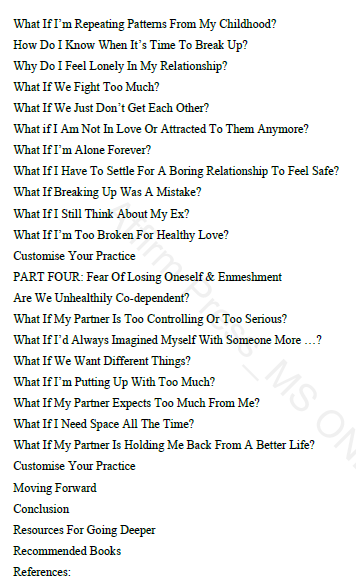 What If I'm Repeating Patterns From My Childhood?
How Do I Know When It's Time To Break Up?
Why Do I Feel Lonely In My Relationship?
What If We Fight Too Much?
What If We Just Don't Get Each Other?
What if I Am Not In Love Or Attracted To Them Anymore?
What If I'm Alone Forever?
What If I Have To Settle For A Boring Relationship To Feel Safe?
What If Breaking Up Was A Mistake?
What If I Still Think About My Ex?
What If I'm Too Broken For Healthy Love?
Customise Your Practice
PART FOUR: Fear Of Losing Oneself & Enmeshment
Are We Unhealthily Co-dependent?
What If My Partner Is Too Controlling Or Too Serious?
What If I'd Always Imagined Myself With Someone More …?
What If We Want Different Things?
What If I'm Putting Up With Too Much?
What If My Partner Expects Too Much From Me?
What If I Need Space All The Time?
What If My Partner Is Holding Me Back From A Better Life?
Customise Your Practice
Moving Forward
Conclusion
Resources For Going Deeper
Recommended Books
References:
Affirm Press_MS ON